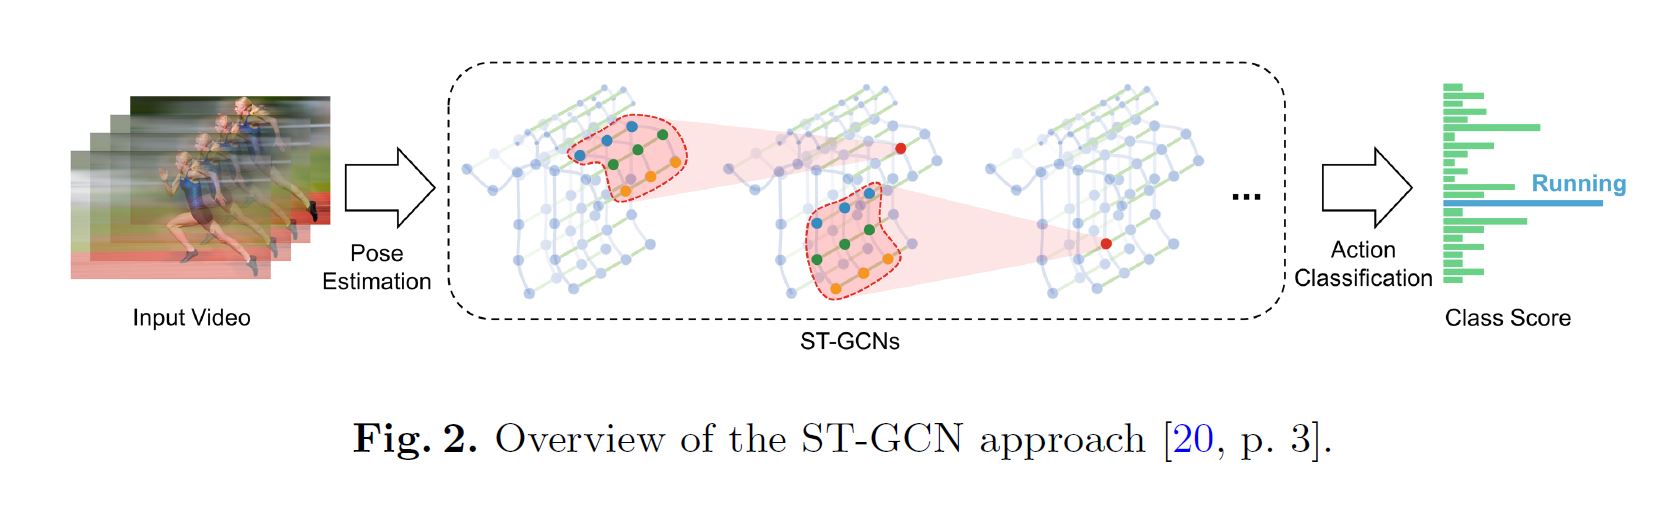 Input Video
Pose
Estimation
ST-GCNs
...
Action
Classification
Running
Class Score
Fig. 2. Overview of the ST-GCN approach [20, p. 3].